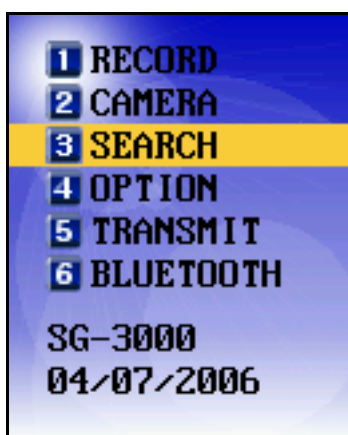 1 RECORD
2 CAMERA
3 SEARCH
4 OPTION
5 TRANSMIT
6 BLUETOOTH
SG-3000
04/07/2006